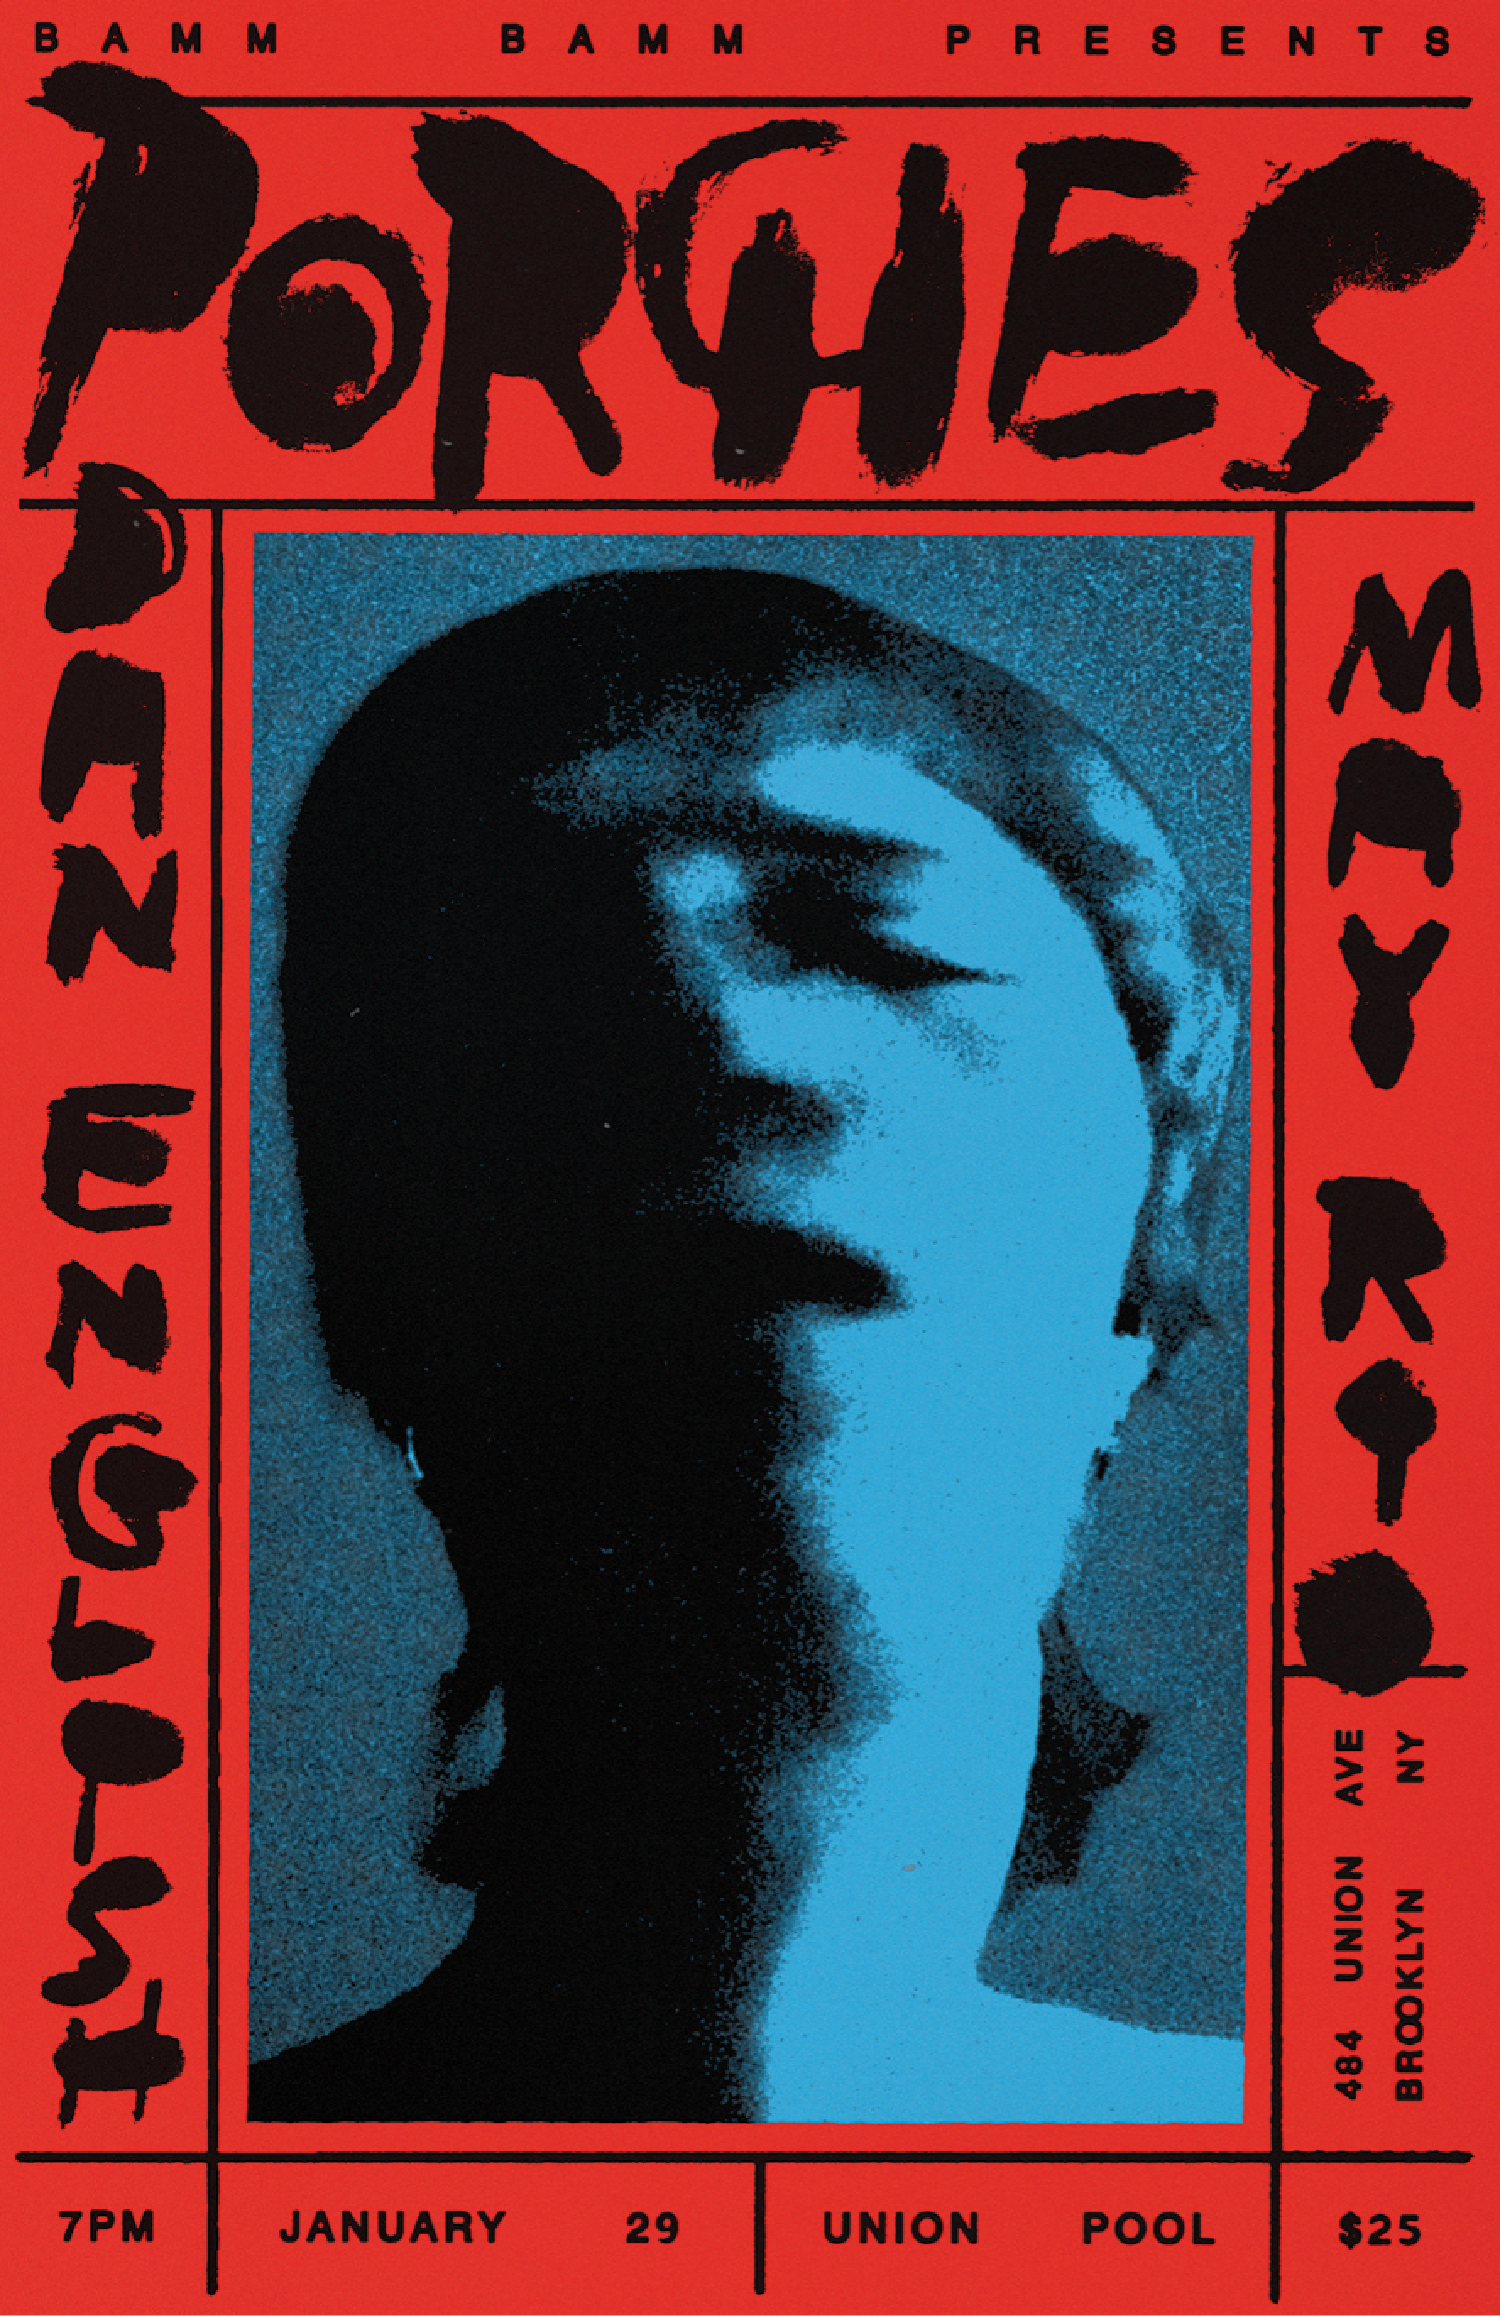 BAMM BAMM PRESENTS
PORCHES
DAN ENGLISH
MAY RIO
484 UNION AVE
BROOKLYN NY
7PM
JANUARY 29
UNION POOL
$25